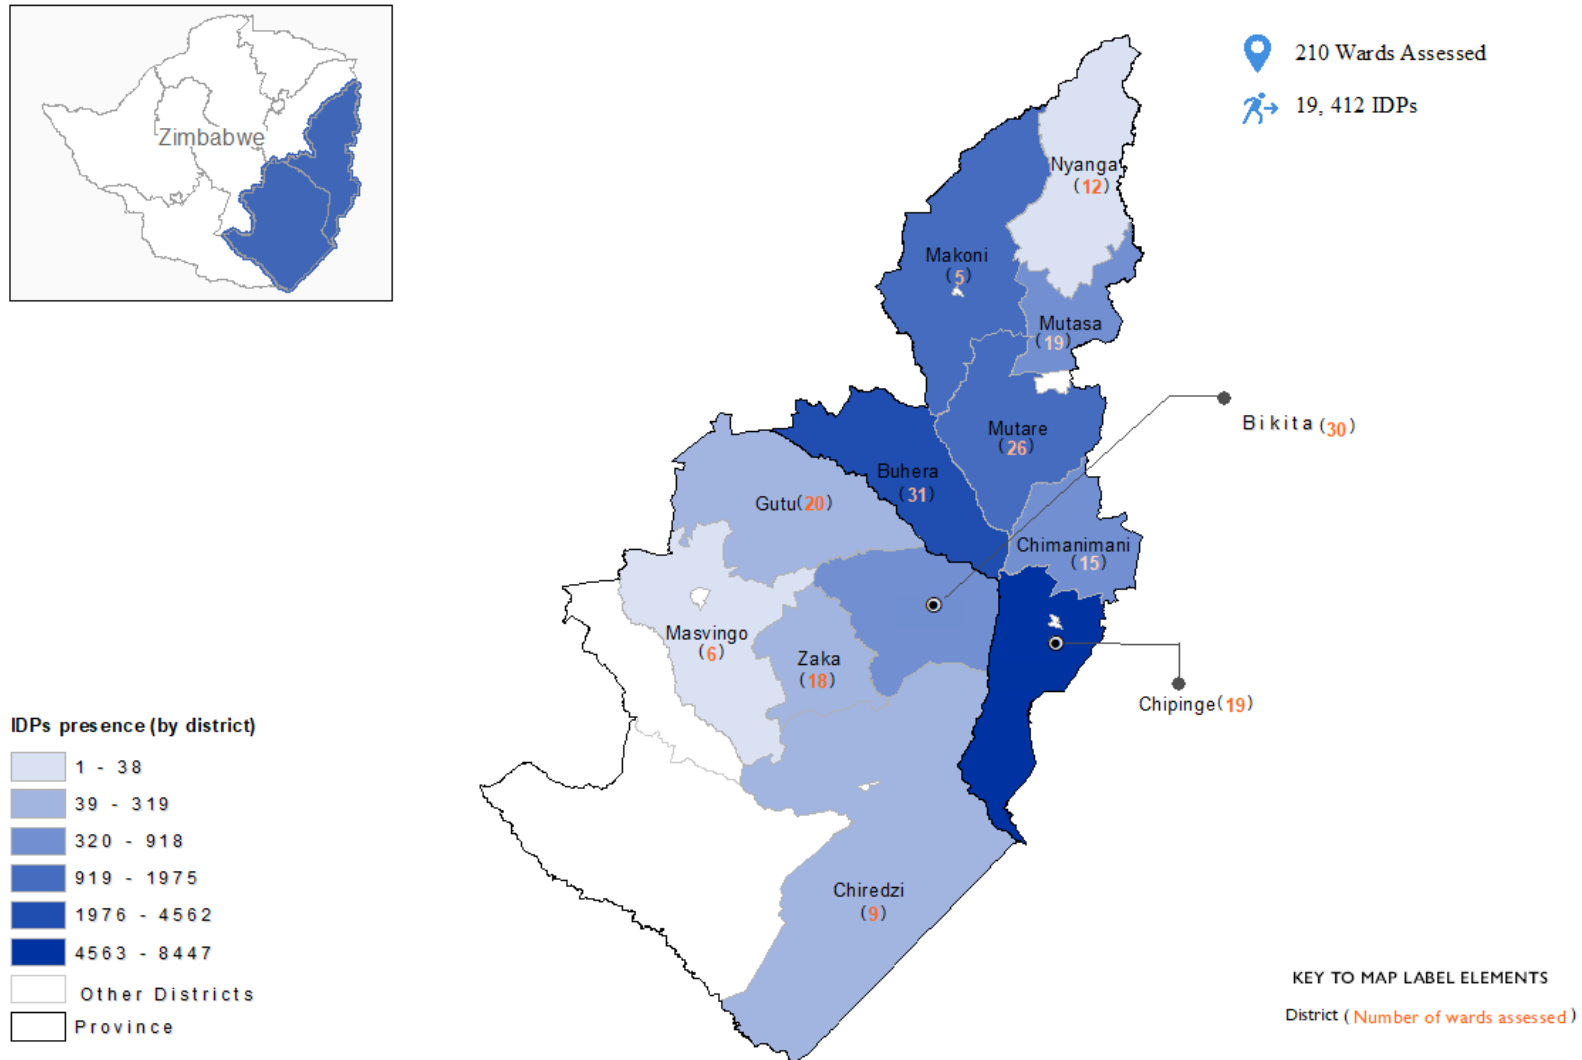 Zimbabwe
210 Wards Assessed
19, 412 IDPs
Nyanga
(12)
Makoni
(5)
Mutasa
(19)
Bikita (30)
Mutare
(26)
Buhera
(31)
Gutu(20)
Chimanimani
(15)
Masvingo
(6)
Zaka
(18)
Chipinge(19)
Chiredzi
(9)
IDPs presence (by district)
1 - 38
39 - 319
320 - 918
919 - 1975
1976 - 4562
4563 - 8447
Other Districts
Province
KEY TO MAP LABEL ELEMENTS
District ( Number of wards assessed )